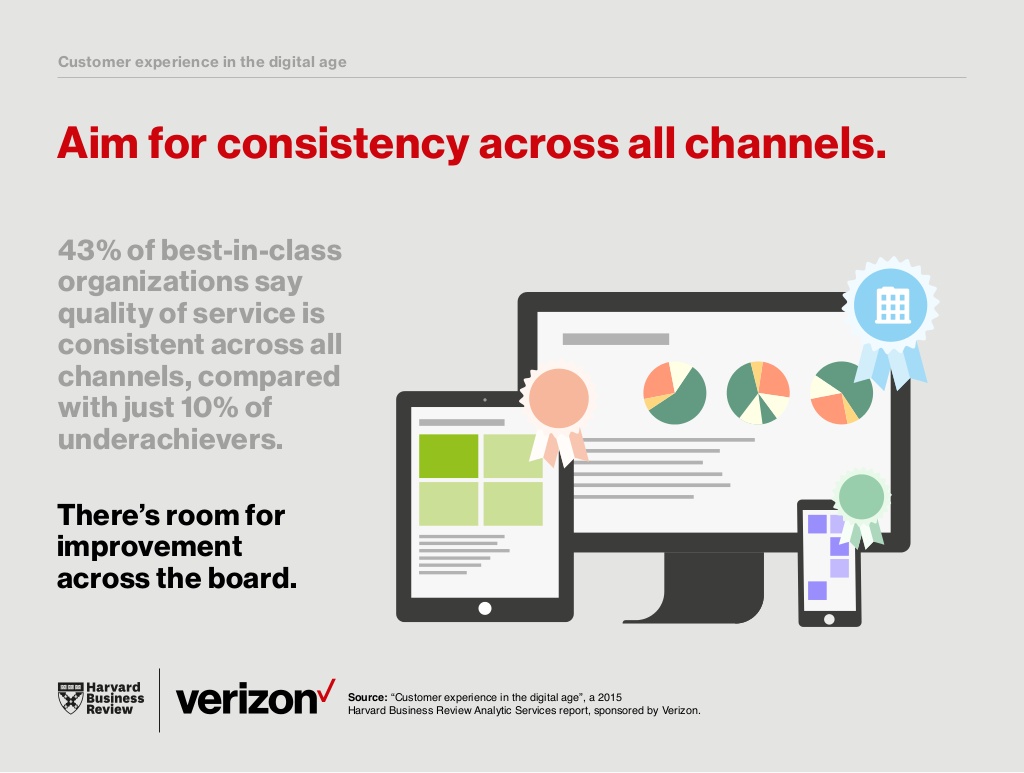 Customer experience in the digital age
Aim for consistency across all channels.
43% of best-in-class
organizations say
quality of service is
consistent across all
channels, compared
with just 10% of
underachievers.
There’s room for
improvement
across the board.
Harvard
Business
Review
verizon✓
Source: “Customer experience in the digital age”, a 2015
Harvard Business Review Analytic Services report, sponsored by Verizon.